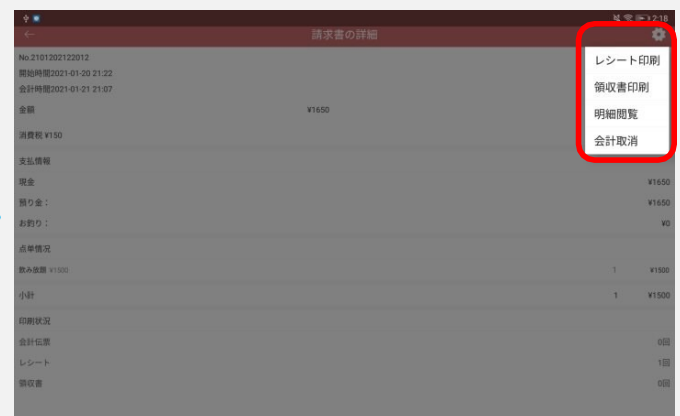 2:18
請求書の詳細
No.2101202122012
開始時間2021-01-20 21:22
会計時間2021-01-21 21:07
金額 ¥1650
消費税 ¥150
支払情報
現金 ¥1650
預り金： ¥1650
お釣り： ¥0
点単情況
飲み放題 ¥1500 1 ¥1500
小計 1 ¥1500
印刷状況
会計伝票 0回
レシート 1回
領収書 0回
レシート印刷
領収書印刷
明細閲覧
会計取消